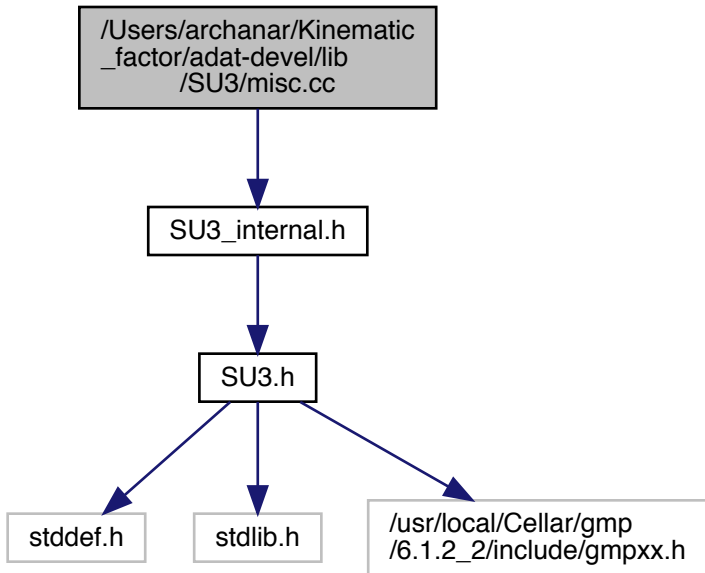 /Users/archanar/Kinematic
_factor/adat-devel/lib
/SU3/misc.cc
SU3_internal.h
SU3.h
stddef.h
stdlib.h
/usr/local/Cellar/gmp
/6.1.2_2/include/gmpxx.h